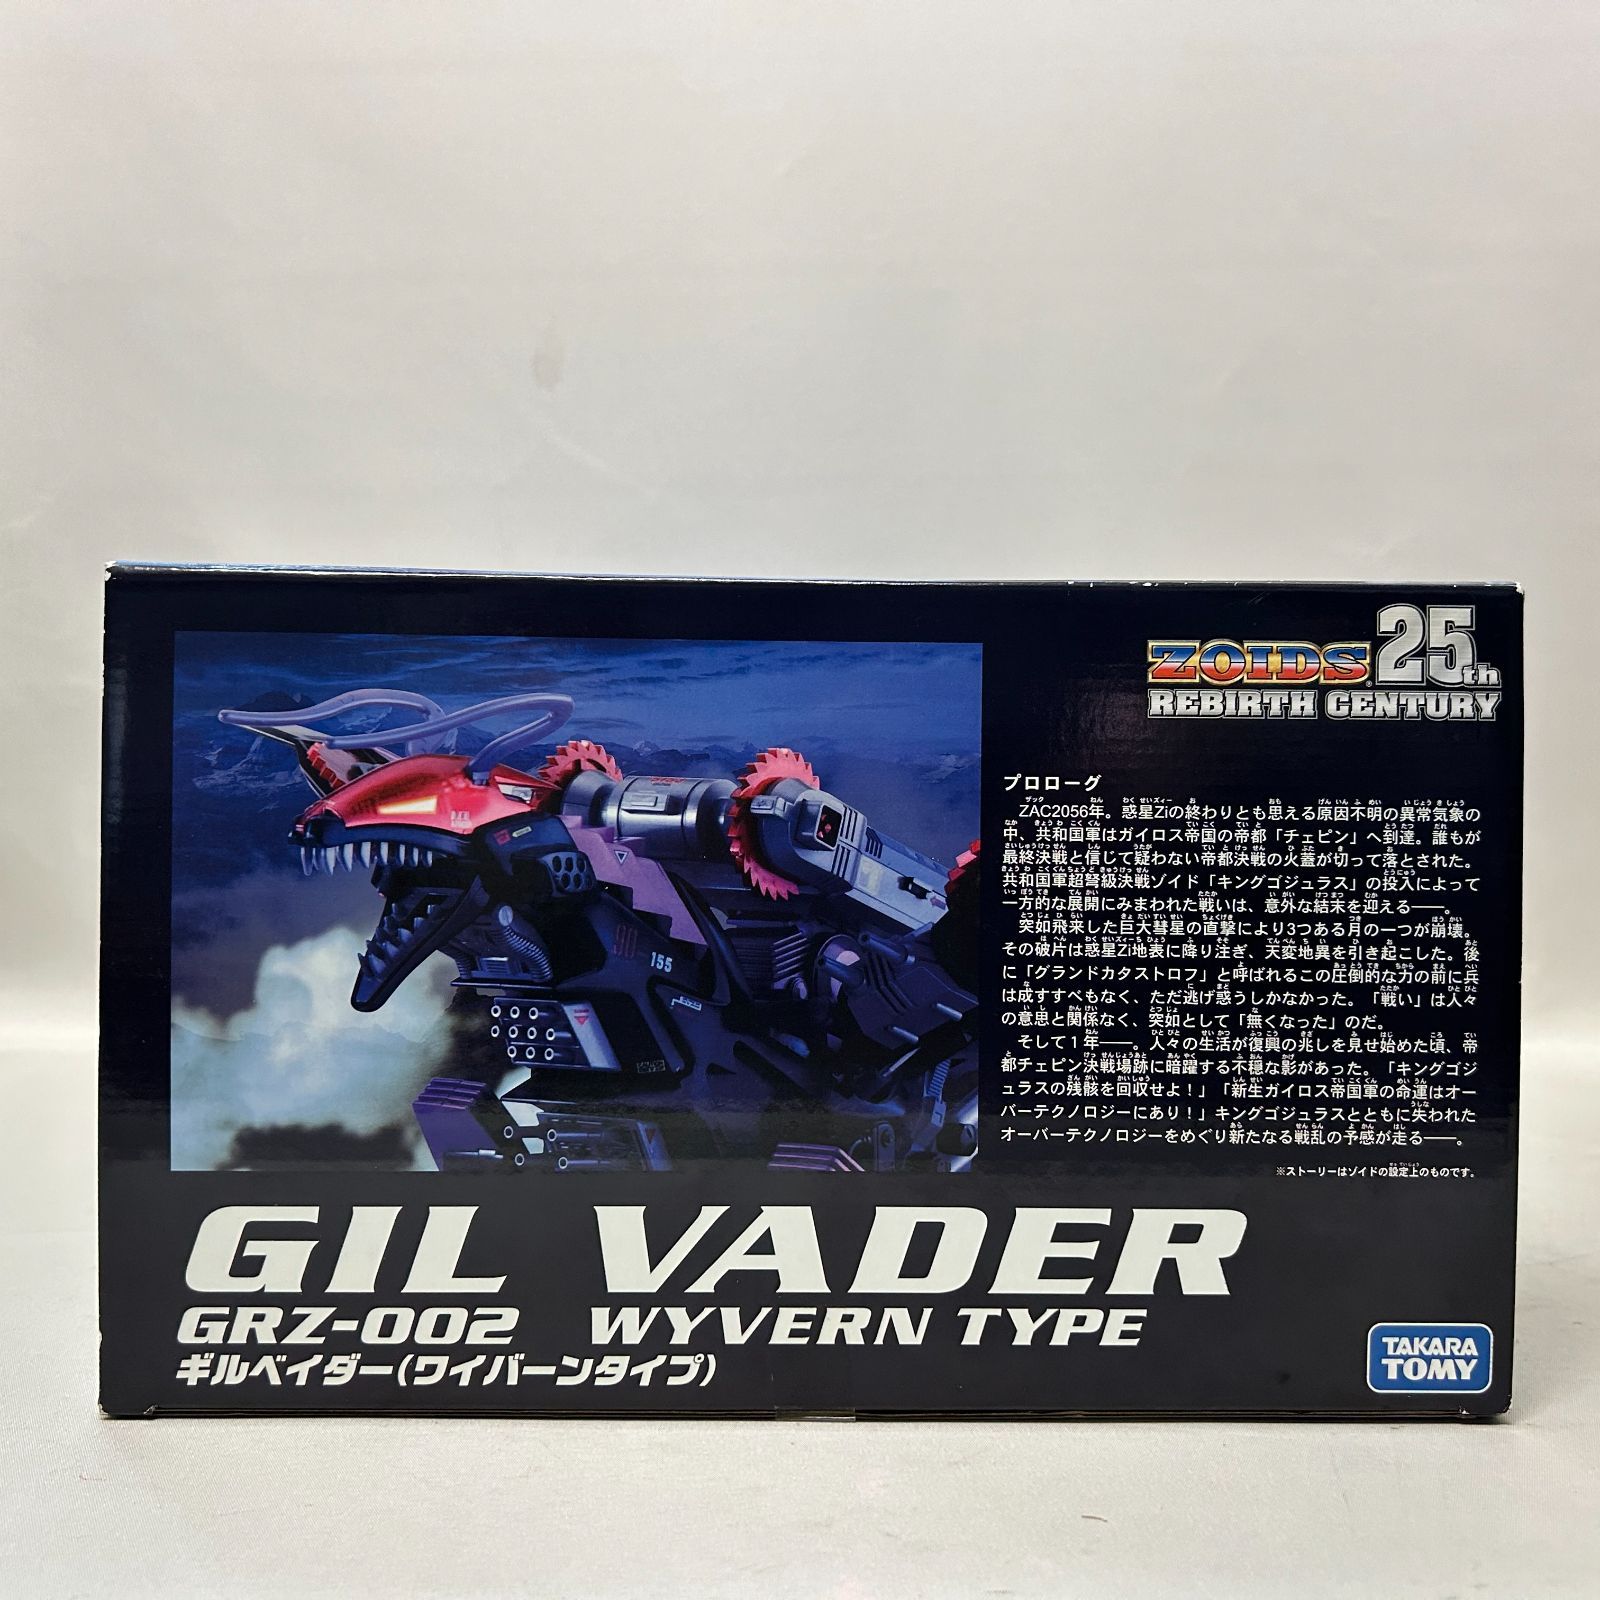 ZOIDS 25th
REBIRTH CENTURY
プロローグ
ZAC2056年。惑星Ziの終わりとも思える原因不明の異常気象の
中、共和国軍はガイロス帝国の帝都「チェピン」へ到達。誰もが
最終決戦と信じて疑わない帝都決戦の火蓋が切って落とされた。
共和国軍超弩級決戦ゾイド「キングゴジュラス」の投入によって
一方的な展開にみまわれた戦いは、意外な結末を迎える——。
突如飛来した巨大彗星の直撃により3つある月の一つが崩壊。
その破片は惑星Zi地表に降り注ぎ、天変地異を引き起こした。後
に「グランドカタストロフ」と呼ばれるこの圧倒的な力の前に兵
は成すすべもなく、ただ逃げ惑うしかなかった。「戦い」は人々
の意思と関係なく、突如として「無くなった」のだ。
そして1年——。人々の生活が復興の兆しを見せ始めた頃、帝
都チェピン決戦場跡に暗躍する不穏な影があった。「キングゴジ
ュラスの残骸を回収せよ！」「新生ガイロス帝国軍の命運はオー
バーテクノロジーにあり！」キングゴジュラスとともに失われた
オーバーテクノロジーをめぐり新たなる戦乱の予感が走る——。
※ストーリーはゾイドの設定上のものです。
155
GIL VADER
GRZ-002 WYVERN TYPE
ギルベイダー(ワイバーンタイプ)
TAKARA
TOMY